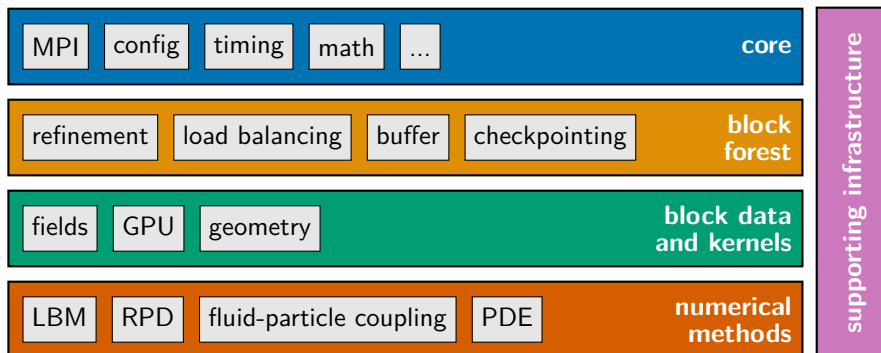 MPI config timing math ... core
refinement load balancing buffer checkpointing block
forest
fields GPU geometry block data
and kernels
LBM RPD fluid-particle coupling PDE numerical
methods
supporting infrastructure